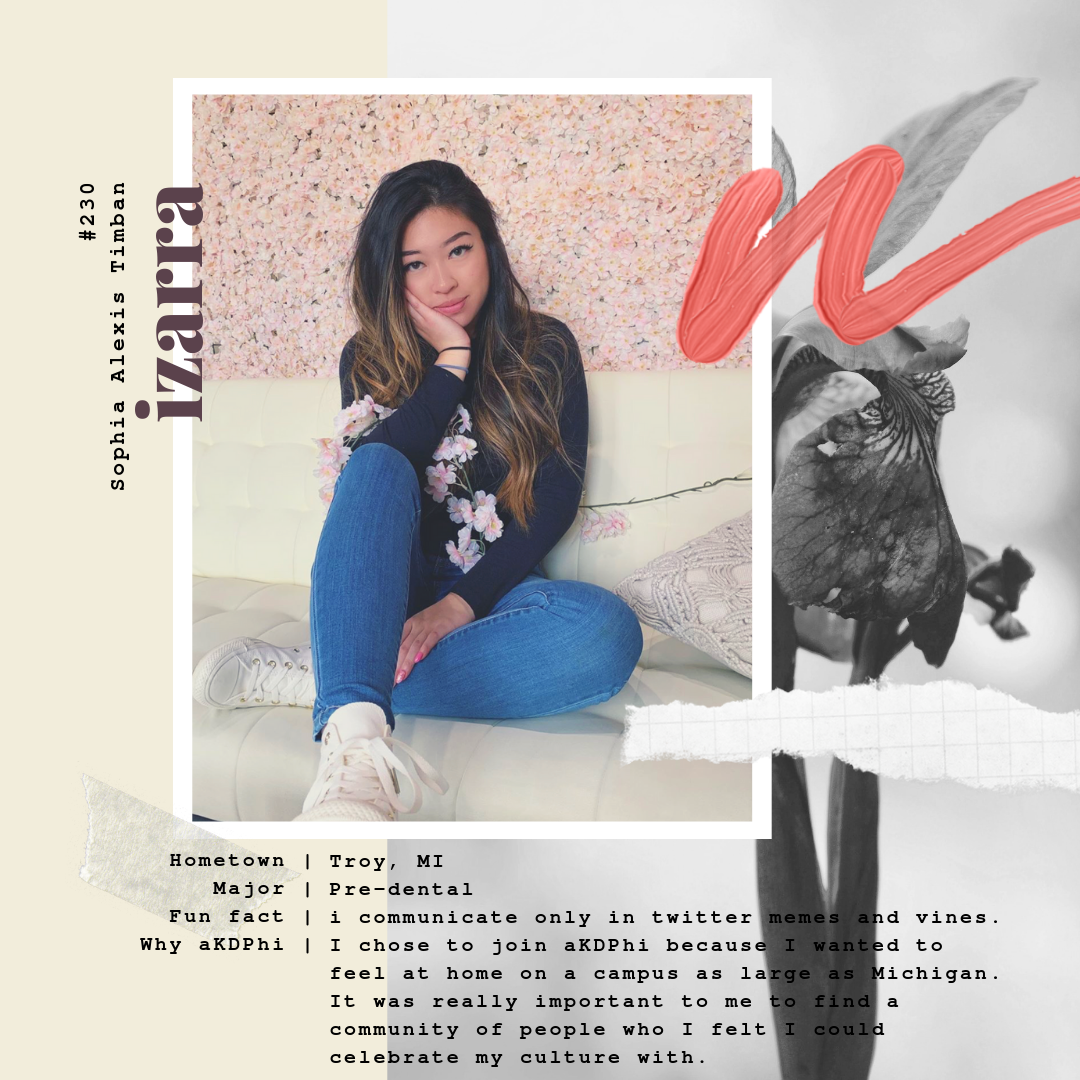 #230
Sophia Alexis Timban
izarra
Hometown | Troy, MI
Major | Pre-dental
Fun fact | i communicate only in twitter memes and vines.
Why aKDPhi | I chose to join aKDPhi because I wanted to
feel at home on a campus as large as Michigan.
It was really important to me to find a
community of people who I felt I could
celebrate my culture with.